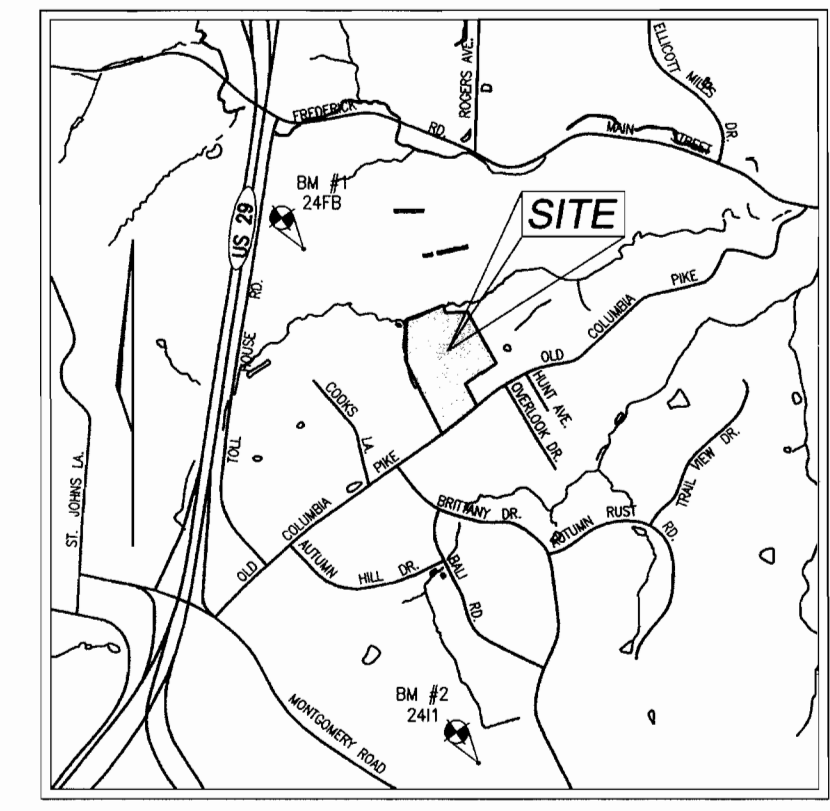 ELLICOTT MILLS DR.
ROGERS AVE.
D
FREDERICK RD.
MAIN STREET
BM #1
24FB
SITE
US 29
TOLL HOUSE RD.
OLD COLUMBIA PIKE
HUNT AVE.
OVERLOOK DR.
COOKS LA.
TRAIL VIEW DR.
ST. JOHNS LA.
OLD COLUMBIA PIKE
BRITTANY DR.
AUTUMN RUST RD.
AUTUMN HILL DR.
BALI RD.
BM #2
24I1
MONTGOMERY ROAD